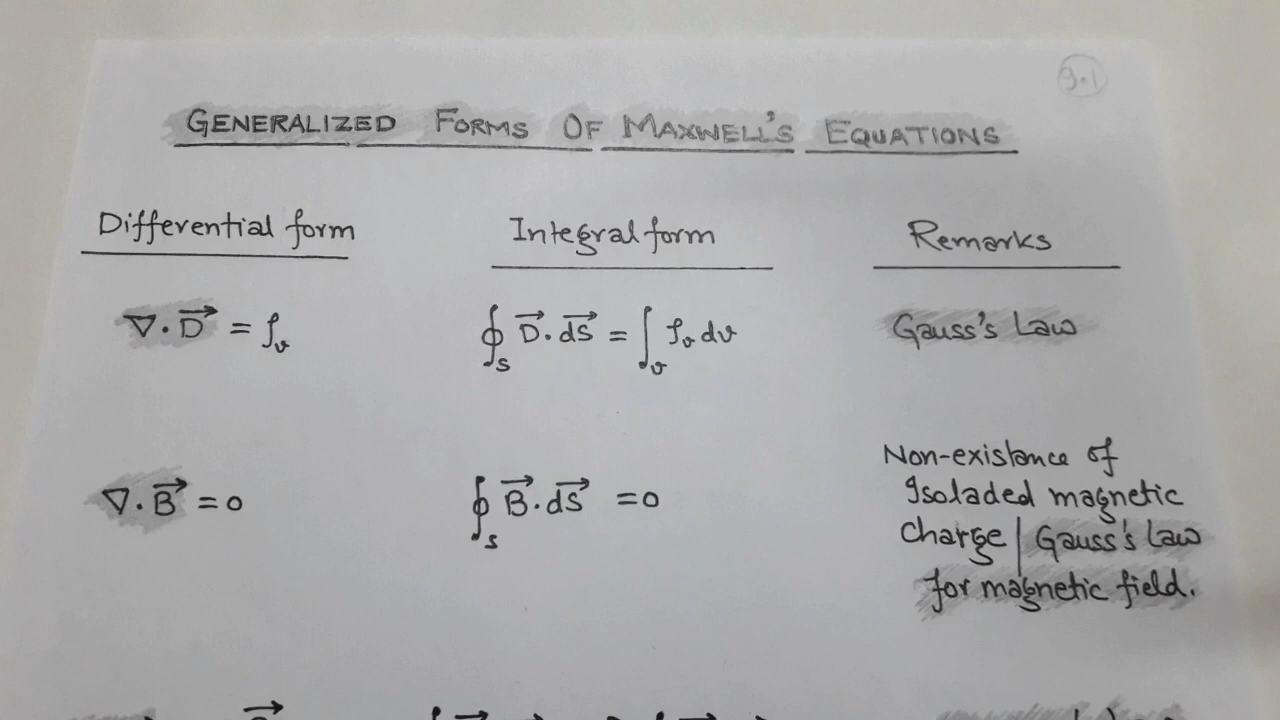 9.1
GENERALIZED FORMS OF MAXWELL'S EQUATIONS
Differential form Integral form Remarks
∇·D⃗ = ρᵥ ∮ₛ D⃗·dS⃗ = ∫ᵥ ρᵥ dv Gauss's Law
∇·B⃗ = 0 ∮ₛ B⃗·dS⃗ = 0 Non-existance of
Isoladed magnetic
Charge | Gauss's Law
for magnetic field.